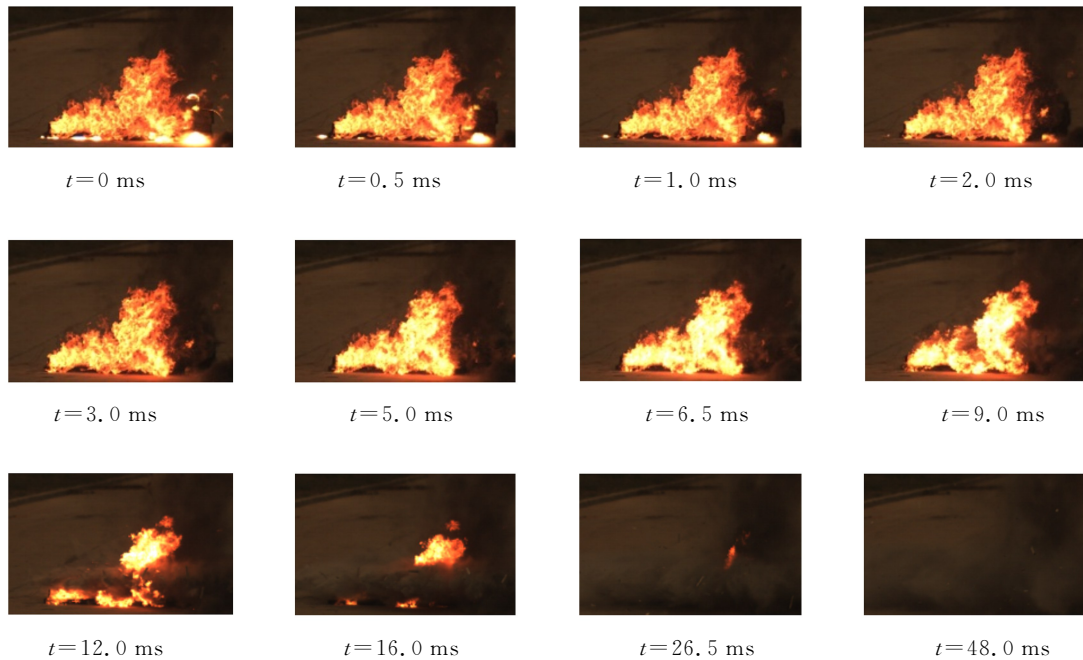 t=0 ms
t=0.5 ms
t=1.0 ms
t=2.0 ms
t=3.0 ms
t=5.0 ms
t=6.5 ms
t=9.0 ms
t=12.0 ms
t=16.0 ms
t=26.5 ms
t=48.0 ms